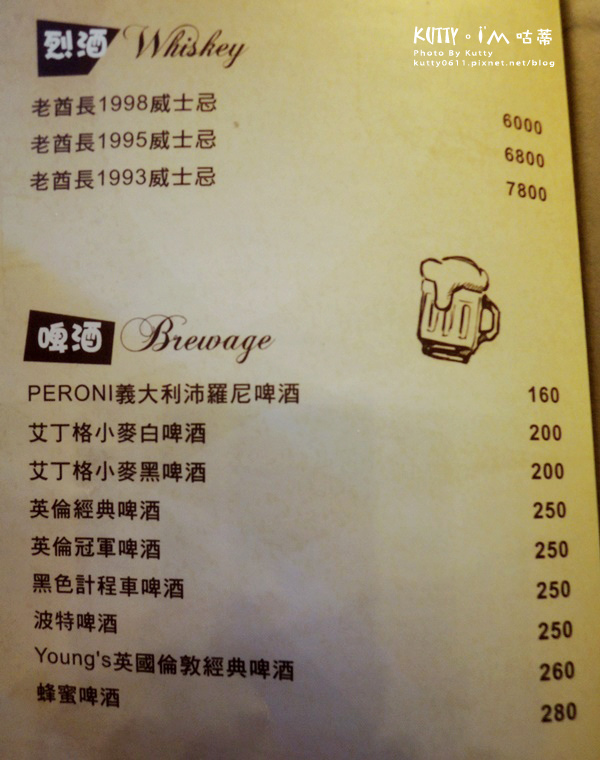 KUTTY。i'm 咕蒂
Photo By Kutty
kutty0611.pixnet.net/blog
烈酒 Whiskey
老酋長1998威士忌 6000
老酋長1995威士忌 6800
老酋長1993威士忌 7800
啤酒 Brewage
PERONI義大利沛羅尼啤酒 160
艾丁格小麥白啤酒 200
艾丁格小麥黑啤酒 200
英倫經典啤酒 250
英倫冠軍啤酒 250
黑色計程車啤酒 250
波特啤酒 250
Young's英國倫敦經典啤酒 260
蜂蜜啤酒 280